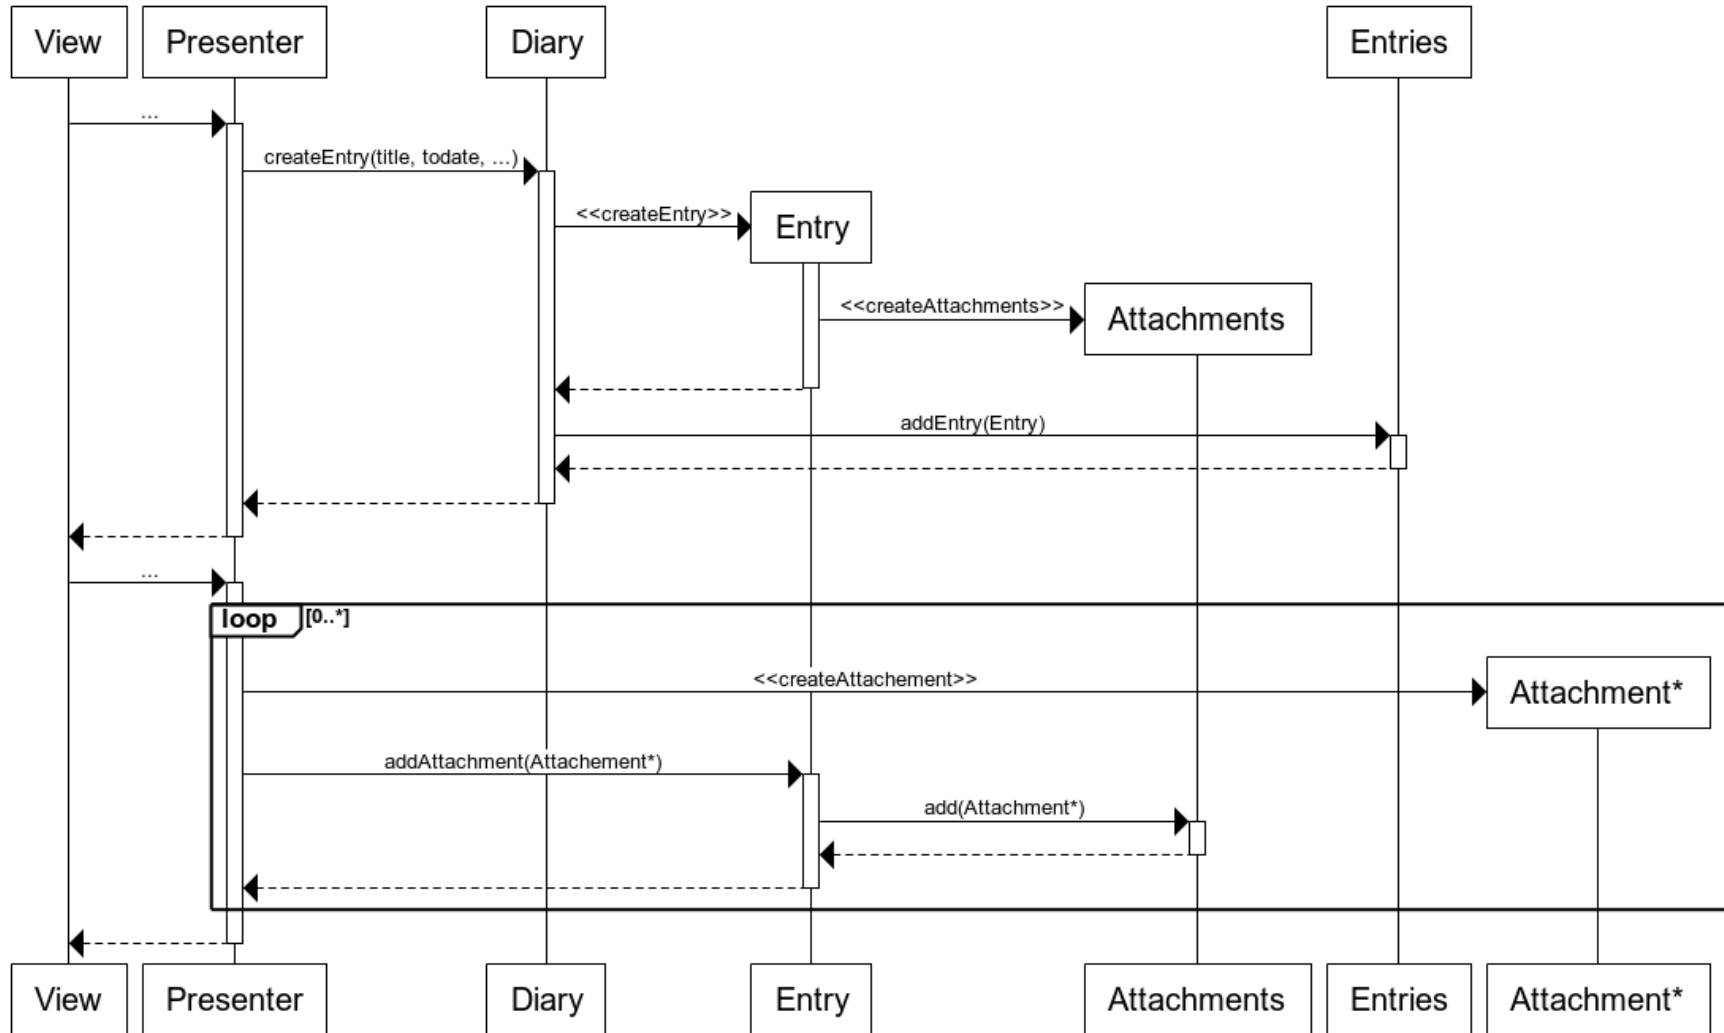 View
Presenter
Diary
Entries
...
createEntry(title, todate, ...)
<<createEntry>>
Entry
<<createAttachments>>
Attachments
addEntry(Entry)
...
loop [0..*]
<<createAttachement>>
Attachment*
addAttachment(Attachement*)
add(Attachment*)
View
Presenter
Diary
Entry
Attachments
Entries
Attachment*